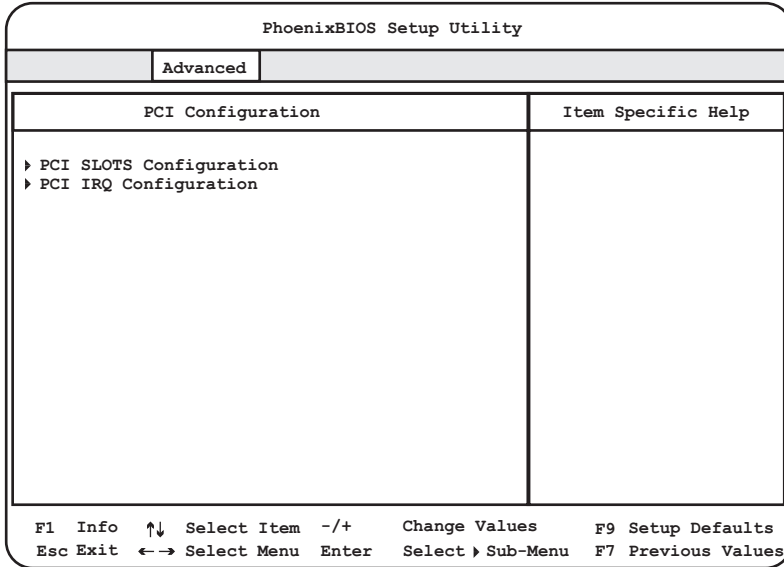 PhoenixBIOS Setup Utility
Advanced
PCI Configuration
Item Specific Help
PCI SLOTS Configuration
PCI IRQ Configuration
F1 Info ↑↓ Select Item -/+ Change Values F9 Setup Defaults
Esc Exit ←→ Select Menu Enter Select ▶ Sub-Menu F7 Previous Values